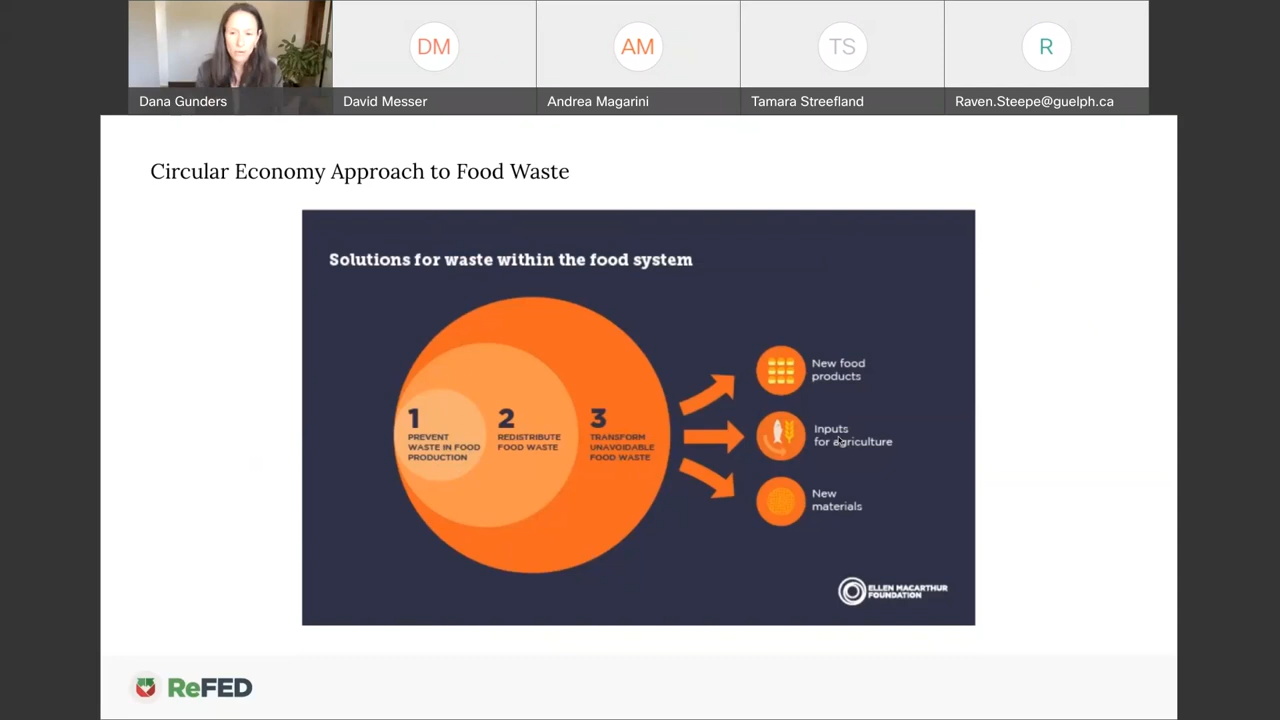 DM
AM
TS
R
Dana Gunders
David Messer
Andrea Magarini
Tamara Streefland
Raven.Steepe@guelph.ca
Circular Economy Approach to Food Waste
Solutions for waste within the food system
1
PREVENT
WASTE IN FOOD
PRODUCTION
2
REDISTRIBUTE
FOOD WASTE
3
TRANSFORM
UNAVOIDABLE
FOOD WASTE
New food
products
Inputs
for agriculture
New
materials
ELLEN MACARTHUR
FOUNDATION
ReFED